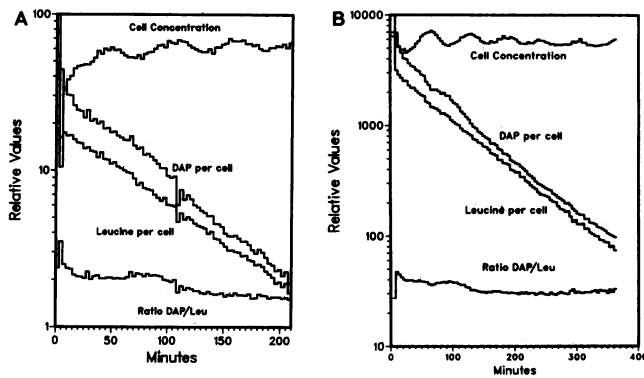 A
100
10
1
Relative Values
Cell Concentration
DAP per cell
Leucine per cell
Ratio DAP/Leu
0
50
100
150
200
Minutes
B
10000
1000
100
10
Relative Values
Cell Concentration
DAP per cell
Leucine per cell
Ratio DAP/Leu
0
100
200
300
400
Minutes